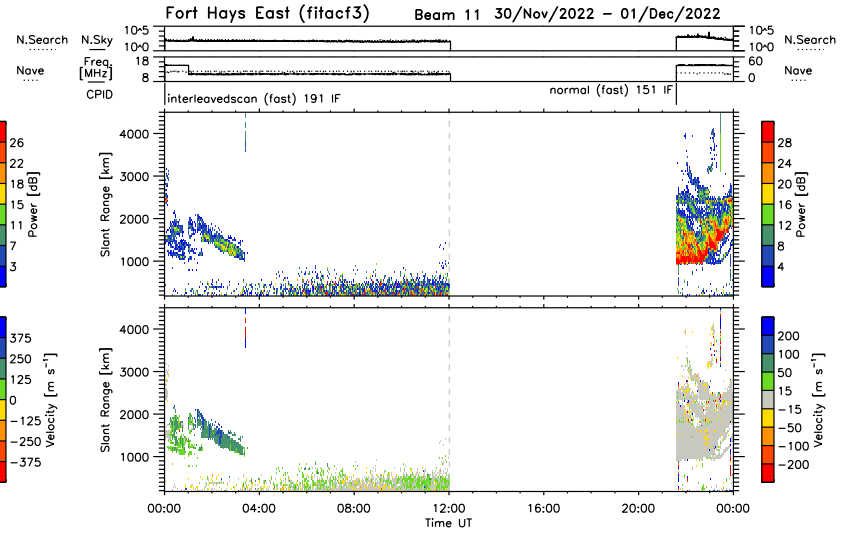 Fort Hays East (fitacf3) Beam 11 30/Nov/2022 - 01/Dec/2022
N.Search N.Sky 10^5 10^0 10^5 10^0 N.Search
Nave Freq. [MHz] 18 8 60 0 Nave
CPID interleavedscan (fast) 191 IF normal (fast) 151 IF
Power [dB] 26 22 18 15 11 7 3
Slant Range [km] 4000 3000 2000 1000
28 24 20 16 12 8 4 Power [dB]
Velocity [m s⁻¹] 375 250 125 0 -125 -250 -375
Slant Range [km] 4000 3000 2000 1000
200 100 50 15 -15 -50 -100 -200 Velocity [m s⁻¹]
00:00 04:00 08:00 12:00 16:00 20:00 00:00
Time UT